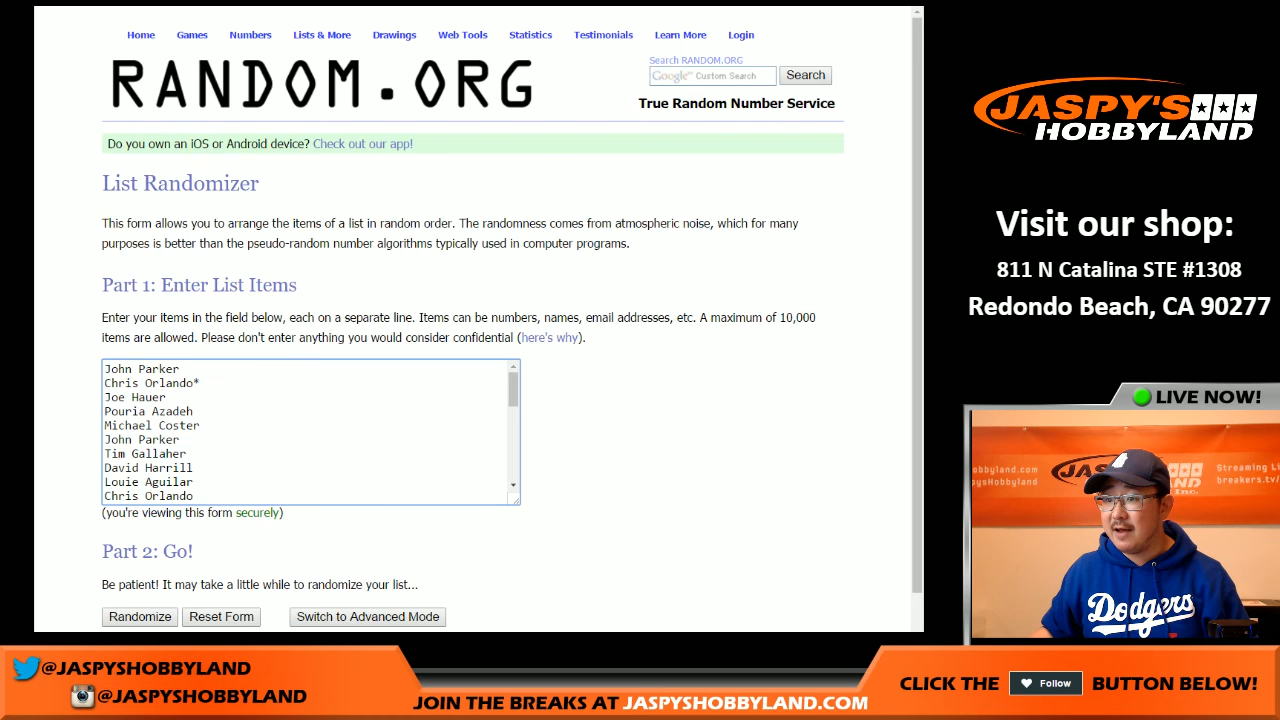 Home Games Numbers Lists & More Drawings Web Tools Statistics Testimonials Learn More Login
RANDOM.ORG
Search RANDOM.ORG
Google™ Custom Search Search
True Random Number Service
Do you own an iOS or Android device? Check out our app!
List Randomizer
This form allows you to arrange the items of a list in random order. The randomness comes from atmospheric noise, which for many
purposes is better than the pseudo-random number algorithms typically used in computer programs.
Part 1: Enter List Items
Enter your items in the field below, each on a separate line. Items can be numbers, names, email addresses, etc. A maximum of 10,000
items are allowed. Please don't enter anything you would consider confidential (here's why).
John Parker
Chris Orlando*
Joe Hauer
Pouria Azadeh
Michael Coster
John Parker
Tim Gallaher
David Harrill
Louie Aguilar
Chris Orlando
(you're viewing this form securely)
Part 2: Go!
Be patient! It may take a little while to randomize your list...
Randomize Reset Form Switch to Advanced Mode
JASPY'S
HOBBYLAND
Visit our shop:
811 N Catalina STE #1308
Redondo Beach, CA 90277
LIVE NOW!
Streaming Li
breakers.tv/
Inc.
Dodgers
@JASPYSHOBBYLAND
@JASPYSHOBBYLAND
JOIN THE BREAKS AT JASPYSHOBBYLAND.COM
CLICK THE Follow BUTTON BELOW!